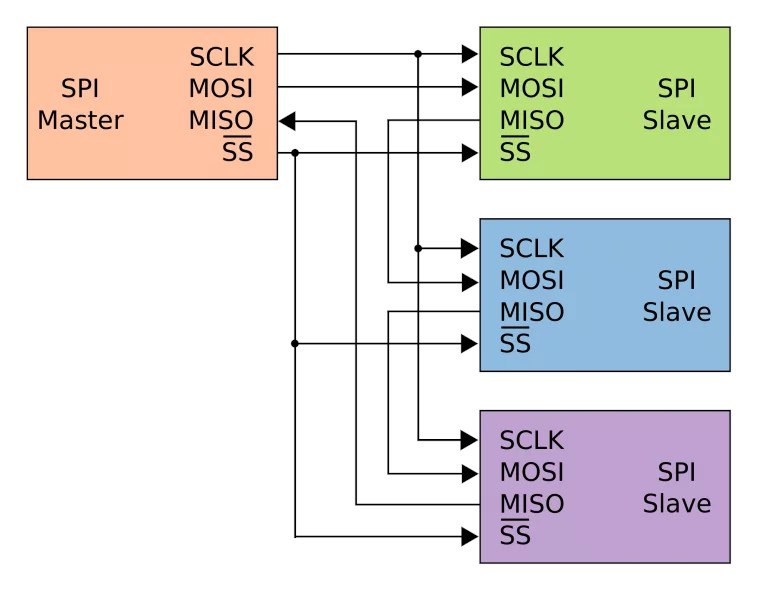 SCLK
SPI MOSI
Master MISO
SS
SCLK
MOSI SPI
MISO Slave
SS
SCLK
MOSI SPI
MISO Slave
SS
SCLK
MOSI SPI
MISO Slave
SS